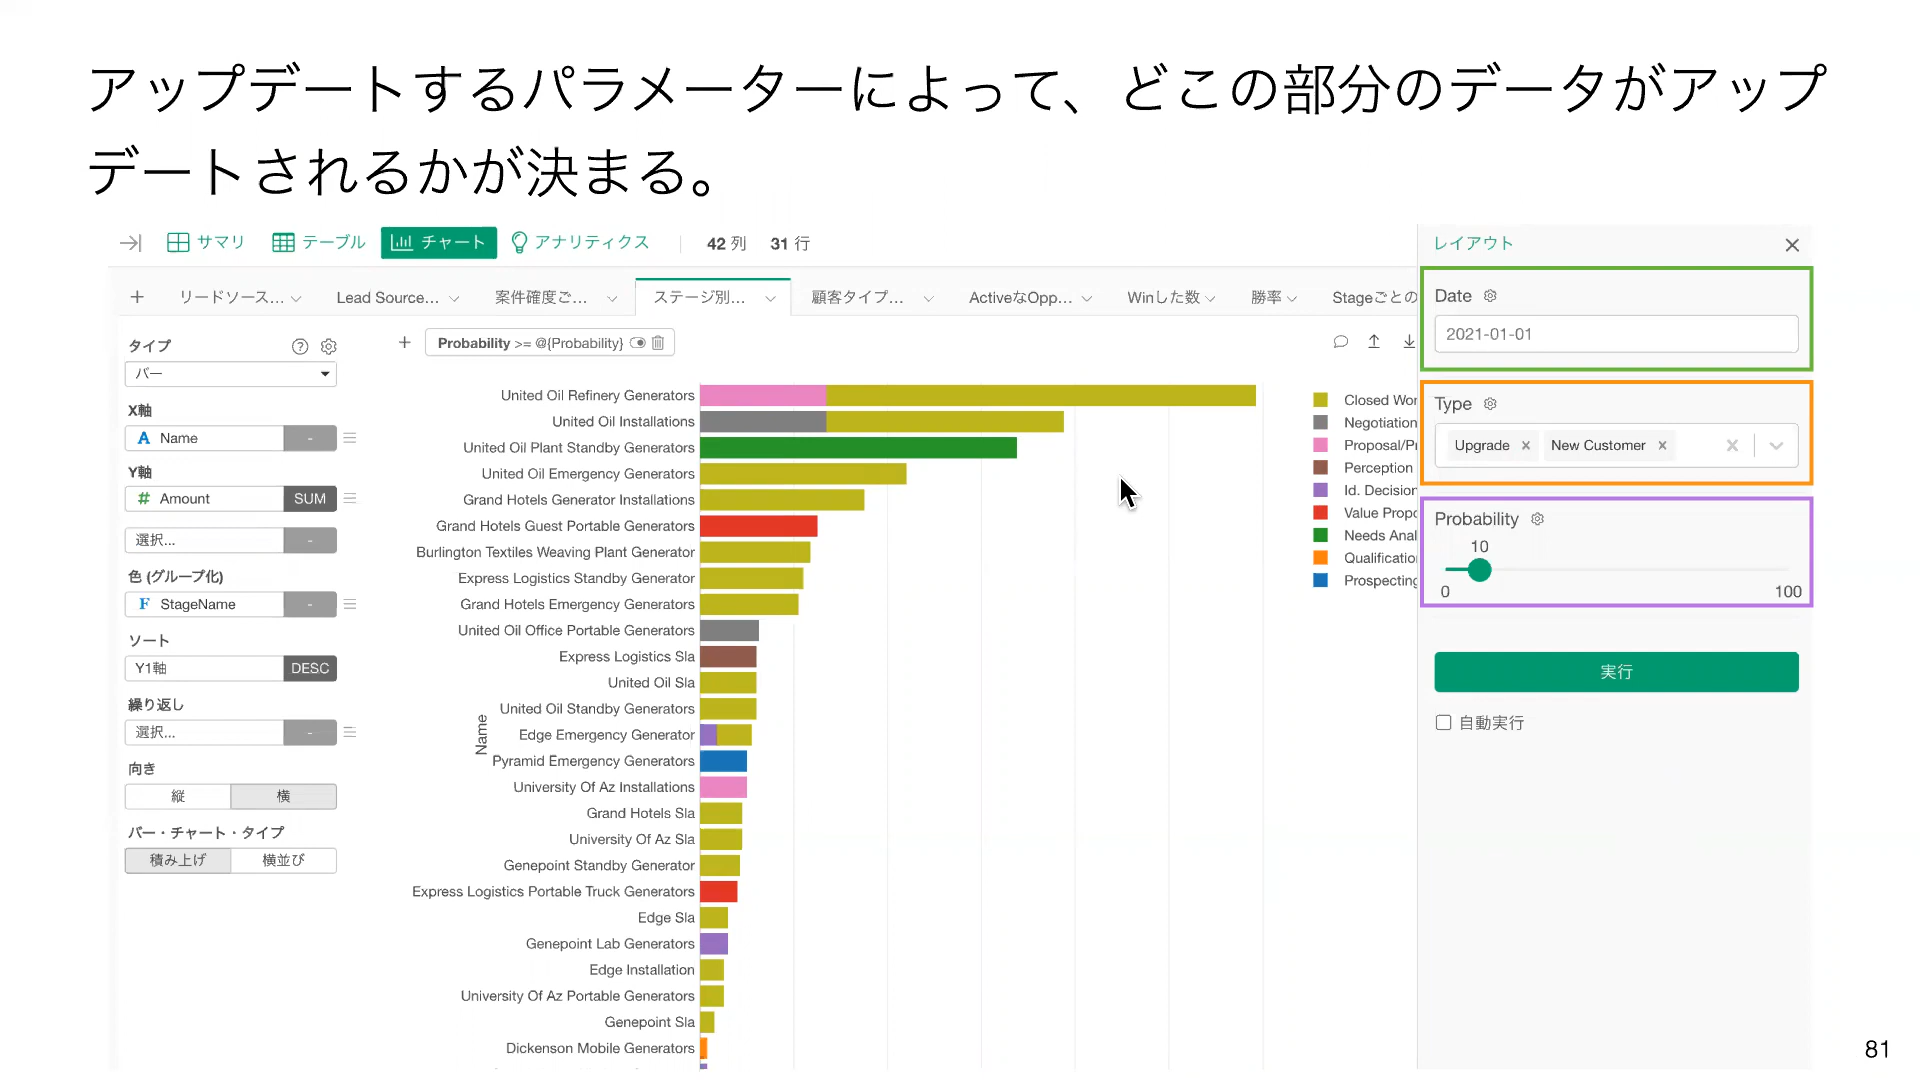 アップデートするパラメーターによって、どこの部分のデータがアップ
デートされるかが決まる。
サマリ テーブル チャート アナリティクス 42 列 31 行
レイアウト
+ リードソース... Lead Source... 案件確度ご... ステージ別... 顧客タイプ... ActiveなOpp... Winした数 勝率 Stageごとの
Date
2021-01-01
Type
Upgrade × New Customer ×
Probability
10
0 100
実行
自動実行
タイプ
バー
X軸
A Name -
Y軸
# Amount SUM
選択... -
色 (グループ化)
F StageName -
ソート
Y1軸 DESC
繰り返し
選択... -
向き
縦 横
バー・チャート・タイプ
積み上げ 横並び
+ Probability >= @{Probability}
Name
United Oil Refinery Generators
United Oil Installations
United Oil Plant Standby Generators
United Oil Emergency Generators
Grand Hotels Generator Installations
Grand Hotels Guest Portable Generators
Burlington Textiles Weaving Plant Generator
Express Logistics Standby Generator
Grand Hotels Emergency Generators
United Oil Office Portable Generators
Express Logistics Sla
United Oil Sla
United Oil Standby Generators
Edge Emergency Generator
Pyramid Emergency Generators
University Of Az Installations
Grand Hotels Sla
University Of Az Sla
Genepoint Standby Generator
Express Logistics Portable Truck Generators
Edge Sla
Genepoint Lab Generators
Edge Installation
University Of Az Portable Generators
Genepoint Sla
Dickenson Mobile Generators
Closed Wor
Negotiation
Proposal/Pr
Perception
Id. Decision
Value Propo
Needs Anal
Qualificatio
Prospecting
81